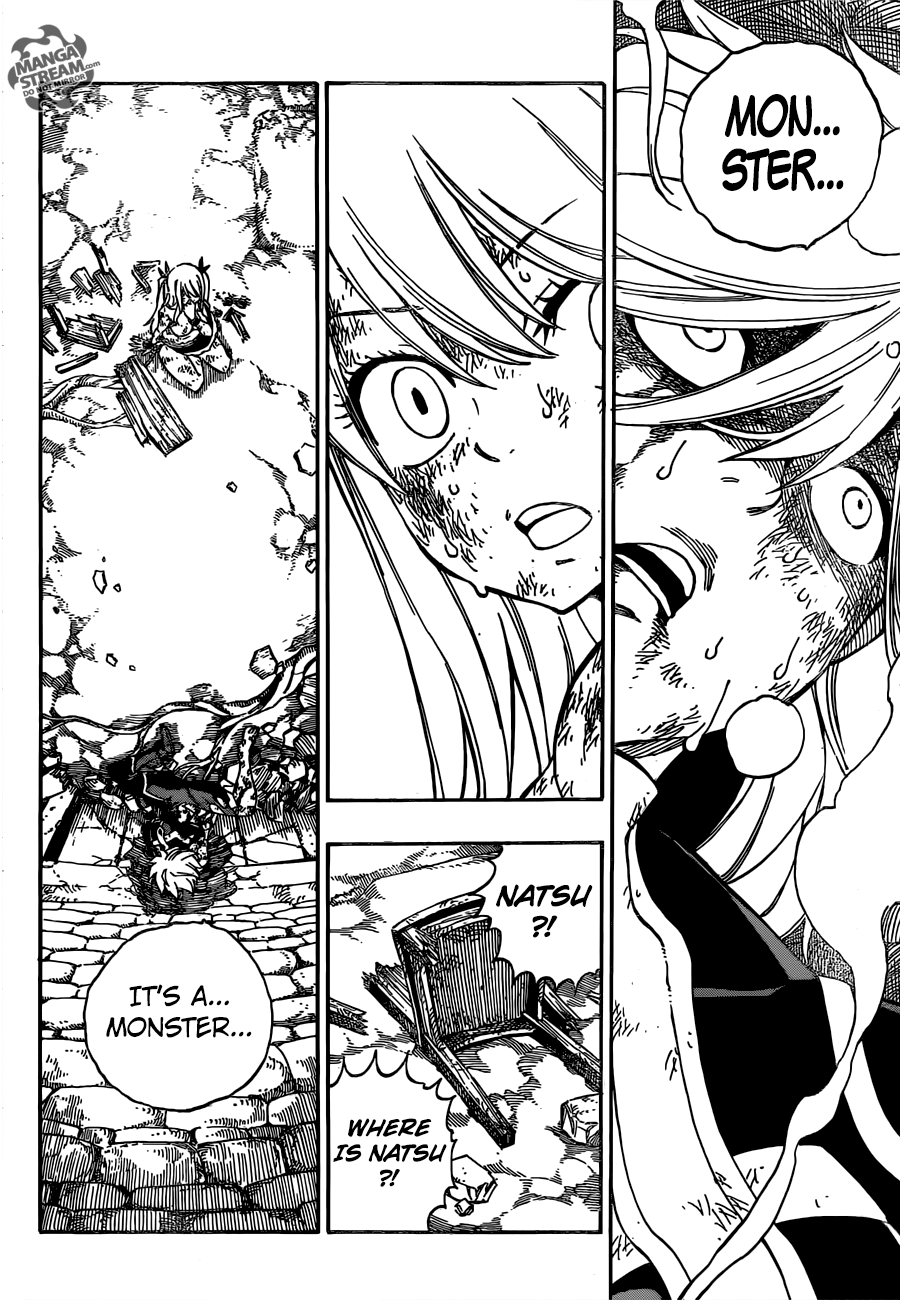 MON...
STER...
NATSU
?!
WHERE
IS NATSU
?!
IT'S A...
MONSTER...
MANGA
STREAM.com
DO NOT MIRROR